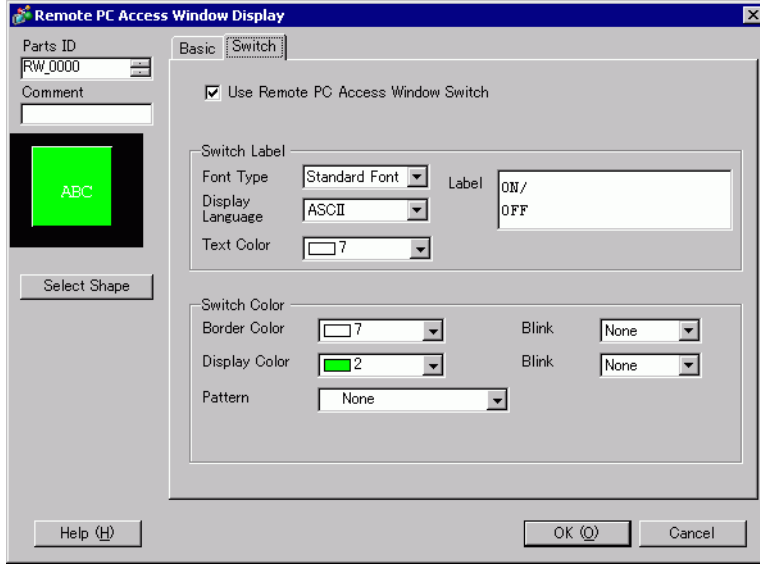 Remote PC Access Window Display
Parts ID
RW_0000
Comment
ABC
Select Shape
Basic
Switch
Use Remote PC Access Window Switch
Switch Label
Font Type
Standard Font
Label
ON/
OFF
Display
Language
ASCII
Text Color
7
Switch Color
Border Color
7
Blink
None
Display Color
2
Blink
None
Pattern
None
Help (H)
OK (O)
Cancel